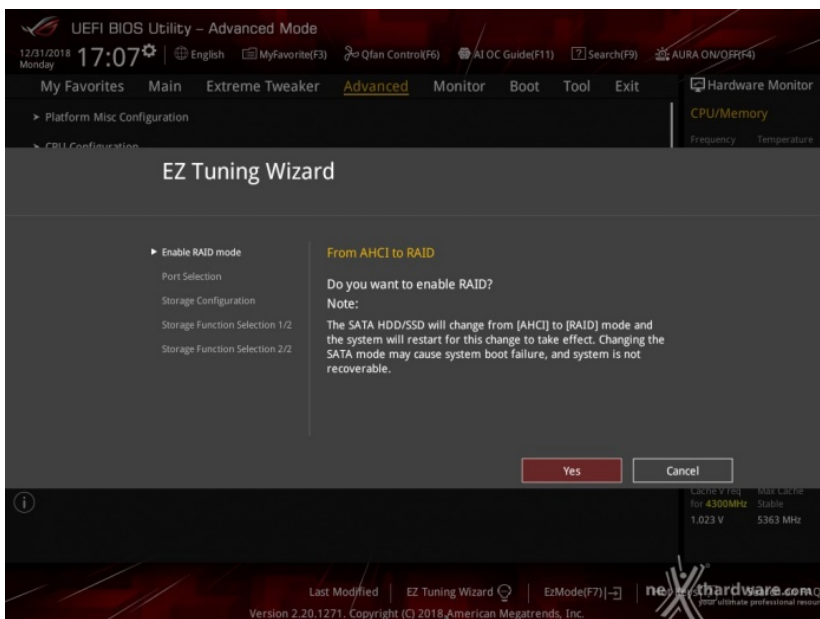 UEFI BIOS Utility – Advanced Mode
12/31/2018
Monday
17:07
English
MyFavorite(F3)
Qfan Control(F6)
AI OC Guide(F11)
Search(F9)
AURA ON/OFF(F4)
My Favorites Main Extreme Tweaker Advanced Monitor Boot Tool Exit
Hardware Monitor
> Platform Misc Configuration
CPU/Memory
> CPU Configuration
Frequency Temperature
EZ Tuning Wizard
Enable RAID mode
Port Selection
Storage Configuration
Storage Function Selection 1/2
Storage Function Selection 2/2
From AHCI to RAID
Do you want to enable RAID?
Note:
The SATA HDD/SSD will change from [AHCI] to [RAID] mode and
the system will restart for this change to take effect. Changing the
SATA mode may cause system boot failure, and system is not
recoverable.
Yes
Cancel
for 4300MHz Stable
1.023 V 5363 MHz
Last Modified
EZ Tuning Wizard
EzMode(F7)
Version 2.20.1271. Copyright (C) 2018 American Megatrends, Inc.
your ultimate professional